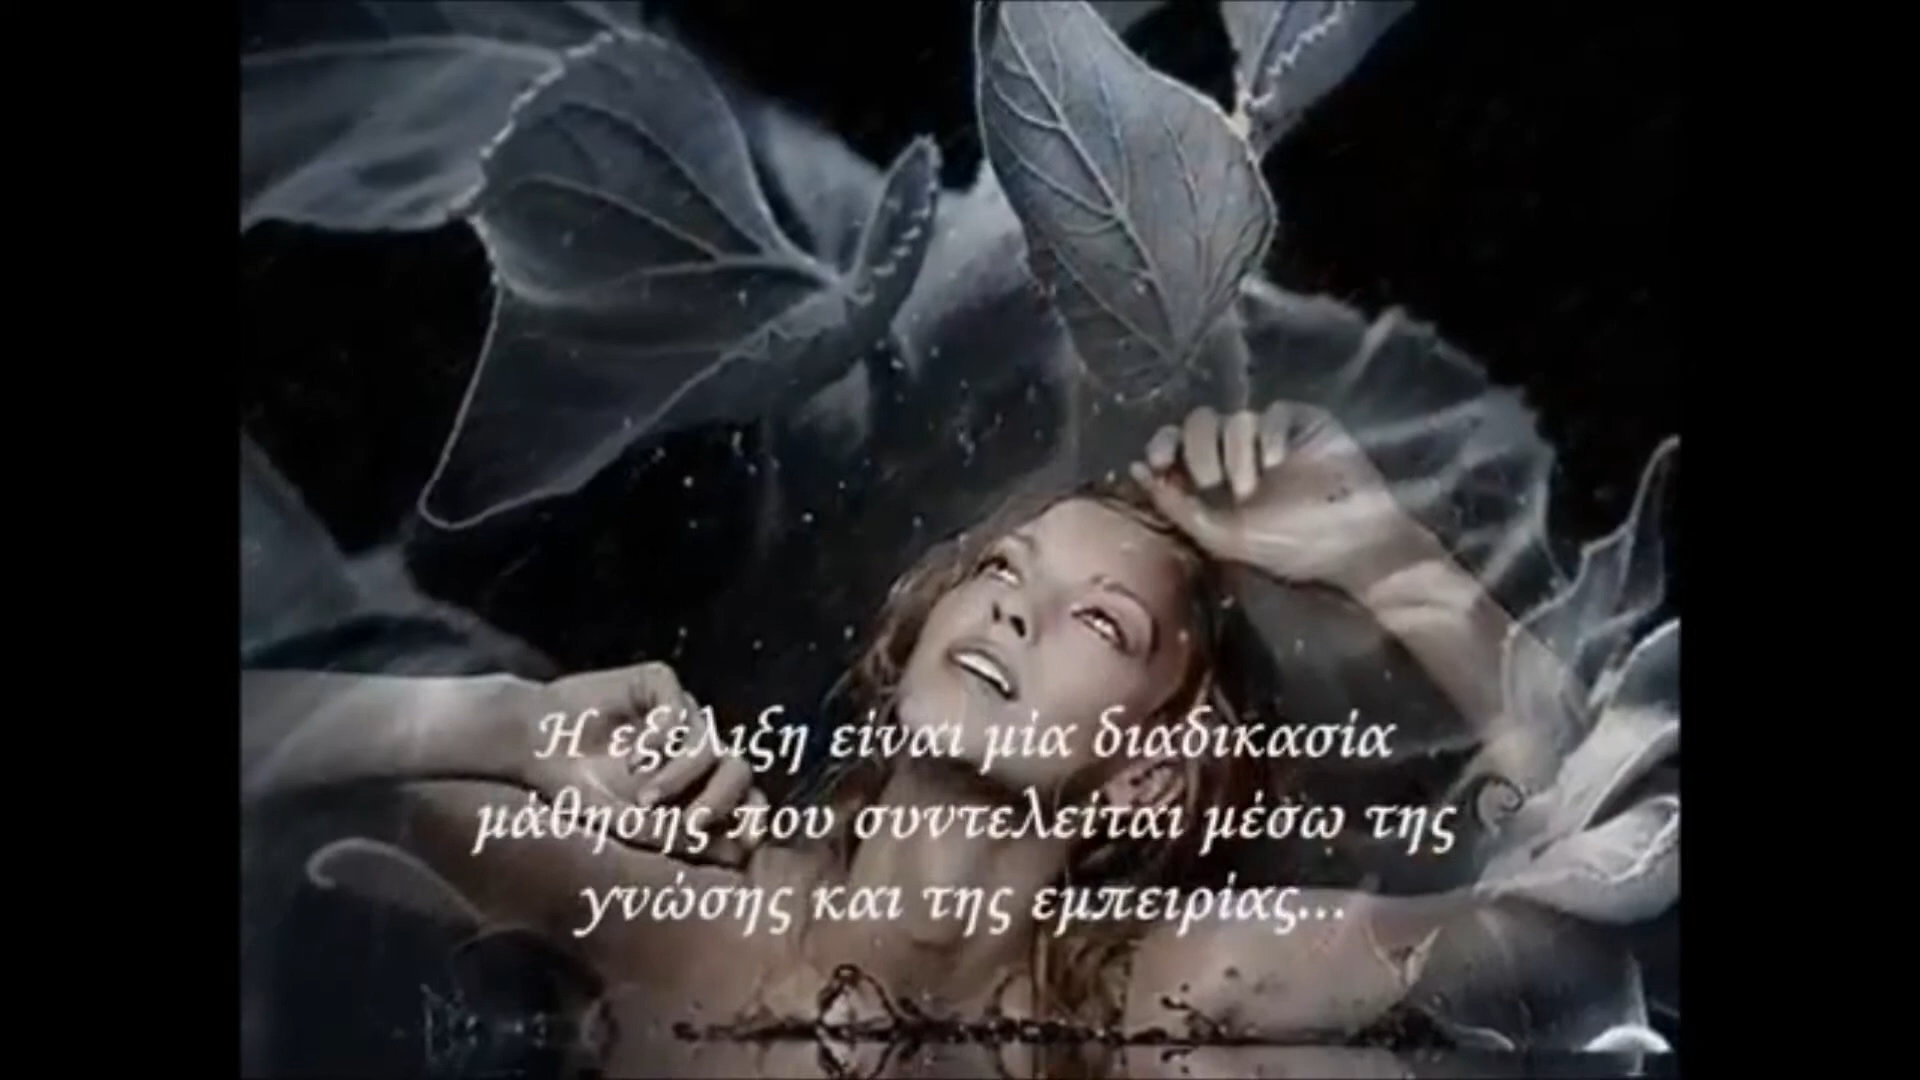 Η εξέλιξη είναι μία διαδικασία
μάθησης που συντελείται μέσω της
γνώσης και της εμπειρίας...